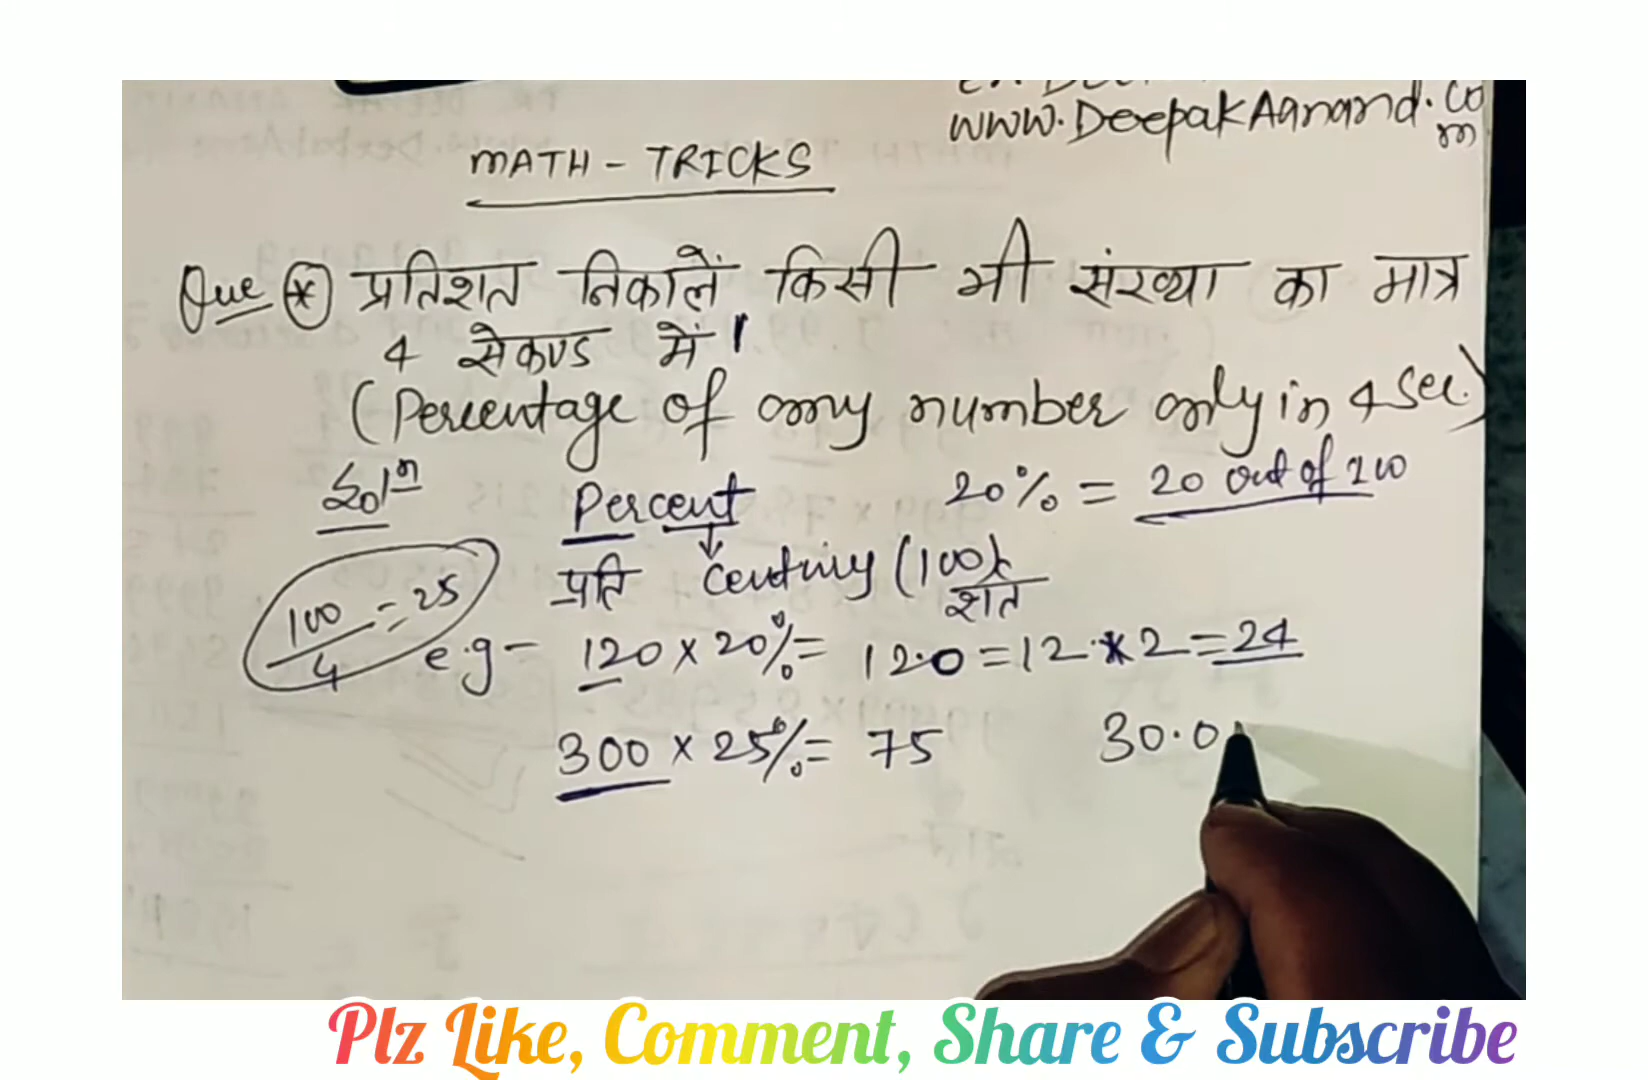 www.DeepakAanand.com
MATH - TRICKS
Que * प्रतिशत निकालें किसी भी संख्या का मात्र
4 सेकण्ड में।
(Percentage of any number only in 4 Sec.)
Solⁿ Percent 20% = 20 out of 100
प्रति Century (100)
शत
100/4 = 25
e.g - 120 x 20% = 12.0 = 12 * 2 = 24
300 x 25% = 75 30.0
Plz Like, Comment, Share & Subscribe